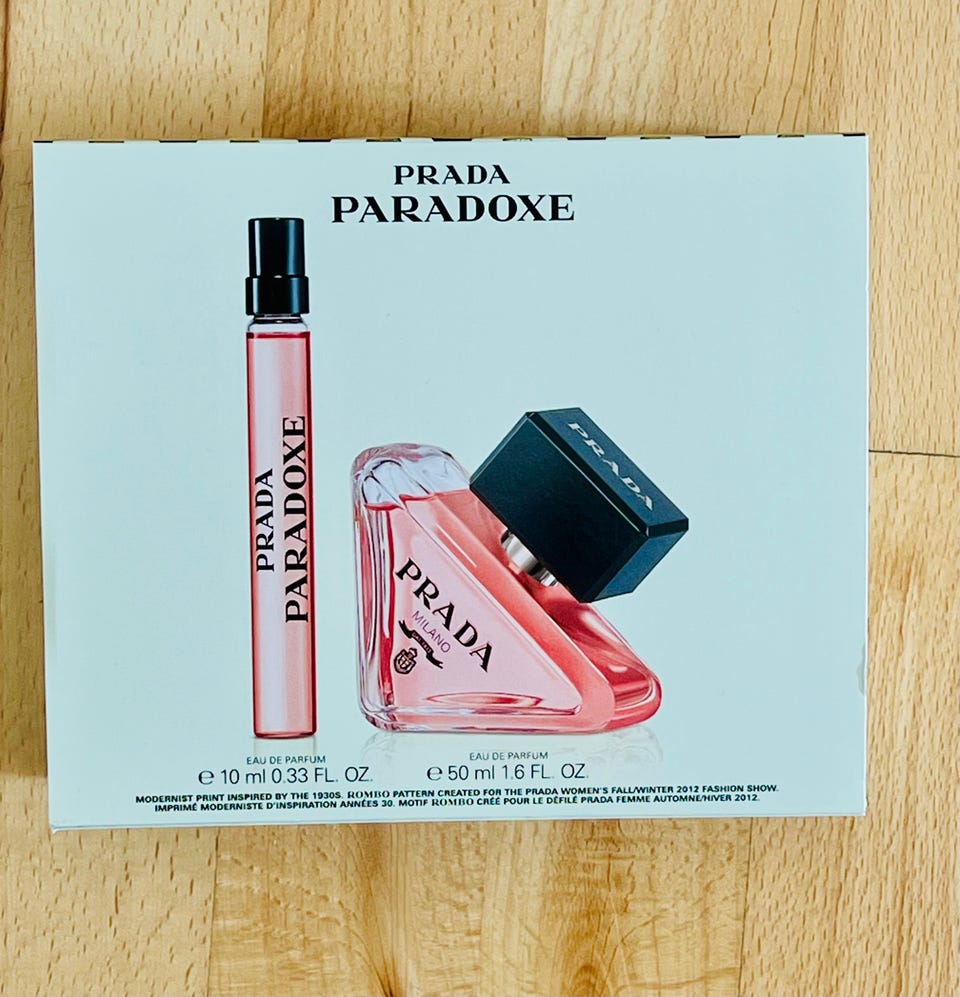 PRADA
PARADOXE
PRADA
PARADOXE
PRADA
PRADA
MILANO
EAU DE PARFUM
℮ 10 ml 0.33 FL. OZ.
EAU DE PARFUM
℮ 50 ml 1.6 FL. OZ.
MODERNIST PRINT INSPIRED BY THE 1930S. ROMBO PATTERN CREATED FOR THE PRADA WOMEN'S FALL/WINTER 2012 FASHION SHOW.
IMPRIMÉ MODERNISTE D'INSPIRATION ANNÉES 30. MOTIF ROMBO CRÉÉ POUR LE DÉFILÉ PRADA FEMME AUTOMNE/HIVER 2012.